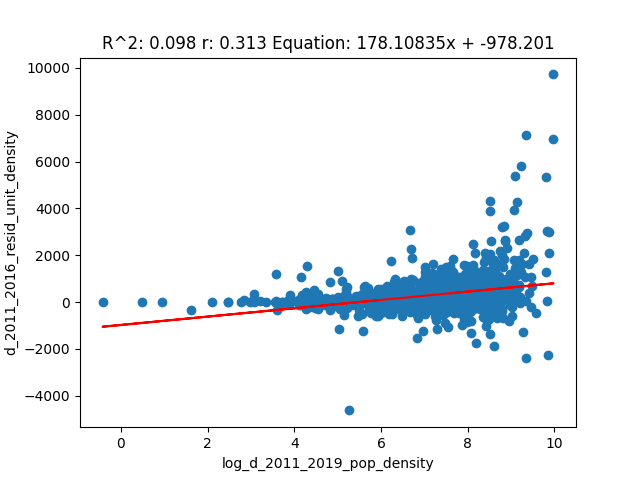 R^2: 0.098 r: 0.313 Equation: 178.10835x + -978.201
10000
8000
6000
4000
2000
0
−2000
−4000
d_2011_2016_resid_unit_density
0 2 4 6 8 10
log_d_2011_2019_pop_density